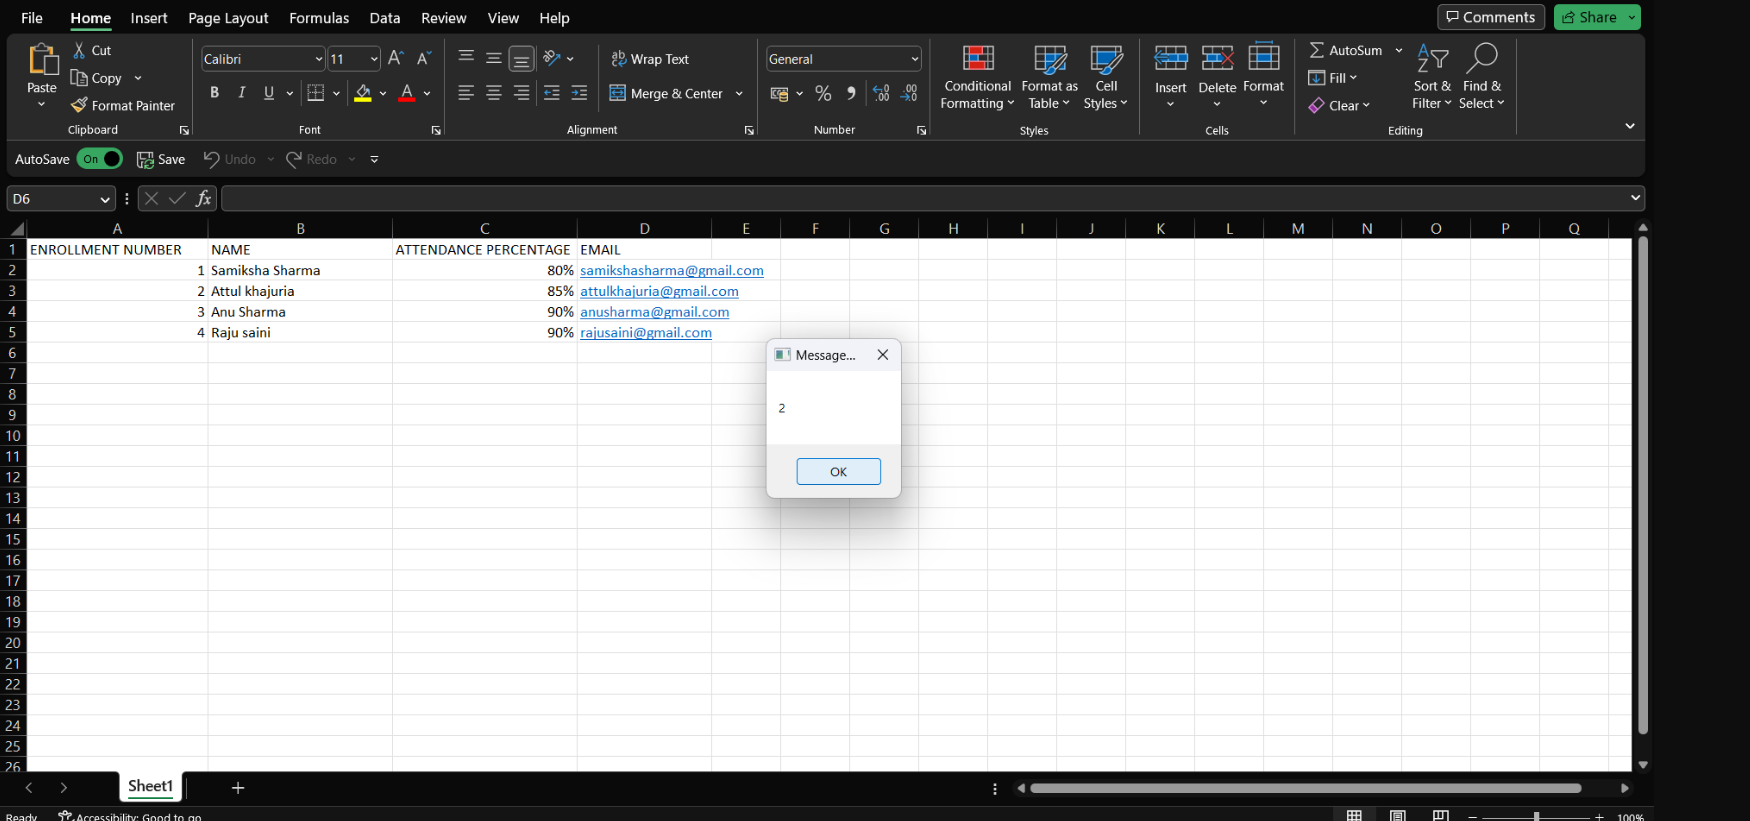 File Home Insert Page Layout Formulas Data Review View Help Comments Share
Paste Cut Copy Format Painter Clipboard
Calibri 11 A A B I U A Font
Wrap Text Merge & Center Alignment
General % Number
Conditional Formatting Format as Table Cell Styles Styles
Insert Delete Format Cells
AutoSum Fill Clear Sort & Filter Find & Select Editing
AutoSave On Save Undo Redo
D6 fx
A B C D E F G H I J K L M N O P Q
1 ENROLLMENT NUMBER NAME ATTENDANCE PERCENTAGE EMAIL
2 1 Samiksha Sharma 80% samikshasharma@gmail.com
3 2 Attul khajuria 85% attulkhajuria@gmail.com
4 3 Anu Sharma 90% anusharma@gmail.com
5 4 Raju saini 90% rajusaini@gmail.com
6
7
8
9
10
11
12
13
14
15
16
17
18
19
20
21
22
23
24
25
26
Message...
2
OK
Sheet1
Ready Accessibility: Good to go 100%